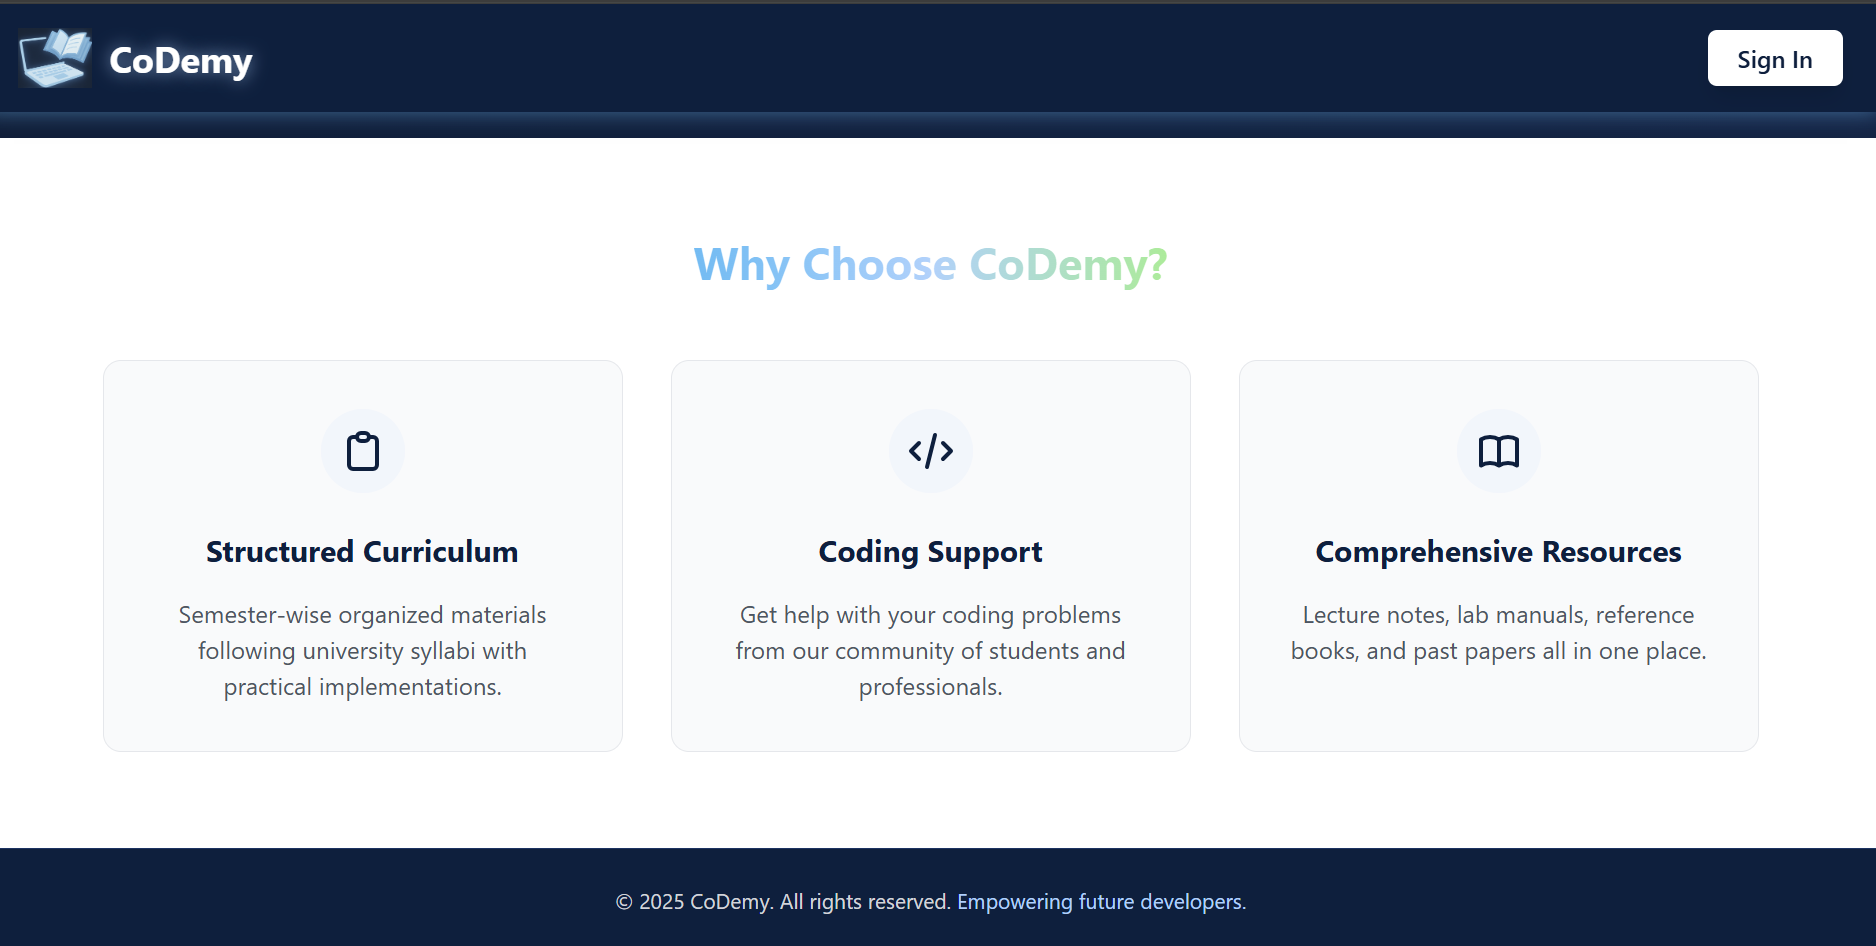 CoDemy
Sign In
Why Choose CoDemy?
Structured Curriculum
Semester-wise organized materials
following university syllabi with
practical implementations.
Coding Support
Get help with your coding problems
from our community of students and
professionals.
Comprehensive Resources
Lecture notes, lab manuals, reference
books, and past papers all in one place.
© 2025 CoDemy. All rights reserved. Empowering future developers.